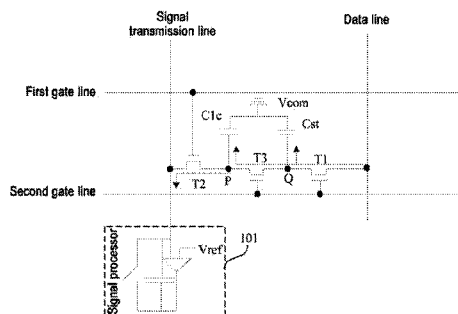 Signal
transmission line
Data line
First gate line
Vcom
C1c
Cst
T3
T1
T2
P
Q
Second gate line
Signal processor
Vref
101